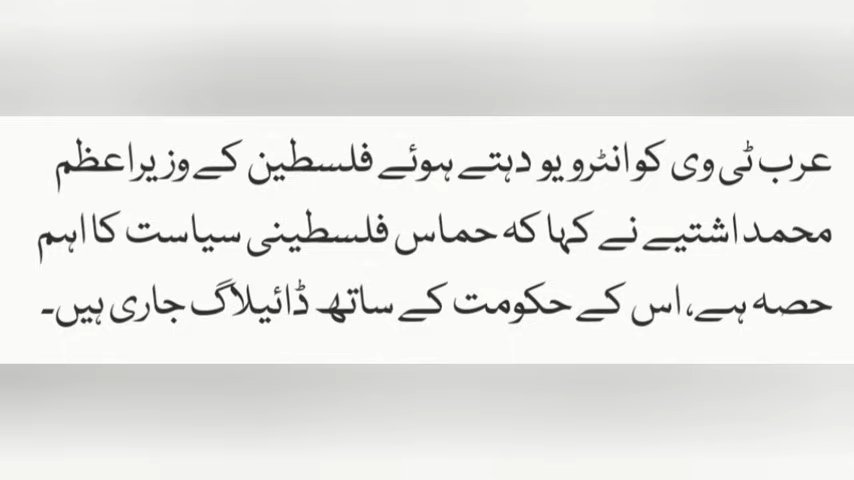 عرب ٹی وی کو انٹرویو دہتے ہوئے فلسطین کے وزیراعظم
محمد اشتیے نے کہا کہ حماس فلسطینی سیاست کا اہم
حصہ ہے، اس کے حکومت کے ساتھ ڈائیلاگ جاری ہیں۔